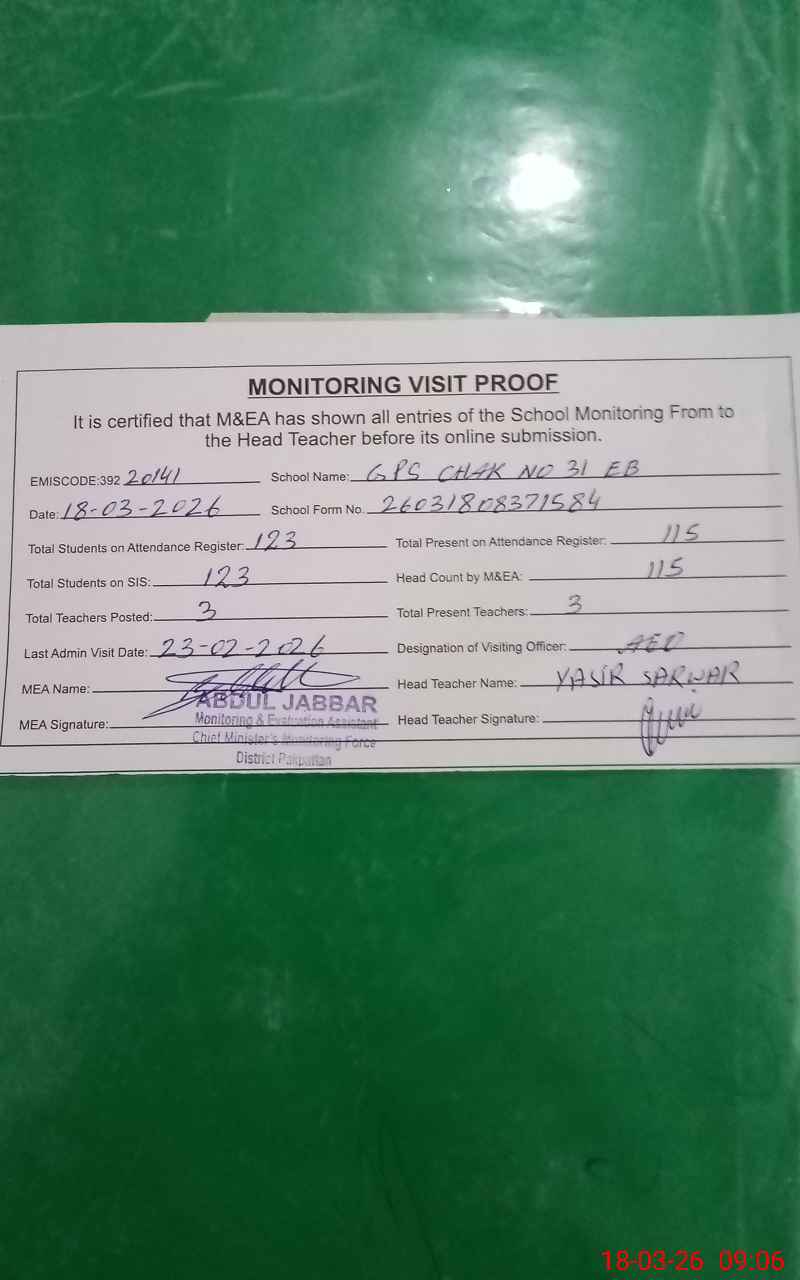 MONITORING VISIT PROOF
It is certified that M&EA has shown all entries of the School Monitoring From to
the Head Teacher before its online submission.
EMISCODE:392 20141 School Name: GPS CHAK NO 31 EB
Date: 18-03-2026 School Form No. 26031808371584
Total Students on Attendance Register: 123 Total Present on Attendance Register: 115
Total Students on SIS: 123 Head Count by M&EA: 115
Total Teachers Posted: 3 Total Present Teachers: 3
Last Admin Visit Date: 23-02-2026 Designation of Visiting Officer: AEO
MEA Name: Head Teacher Name: YASIR SARWAR
ABDUL JABBAR
MEA Signature: Head Teacher Signature:
Monitoring & Evaluation Assistant
Chief Minister's Monitoring Force
District Pakpattan
18-03-26 09:06